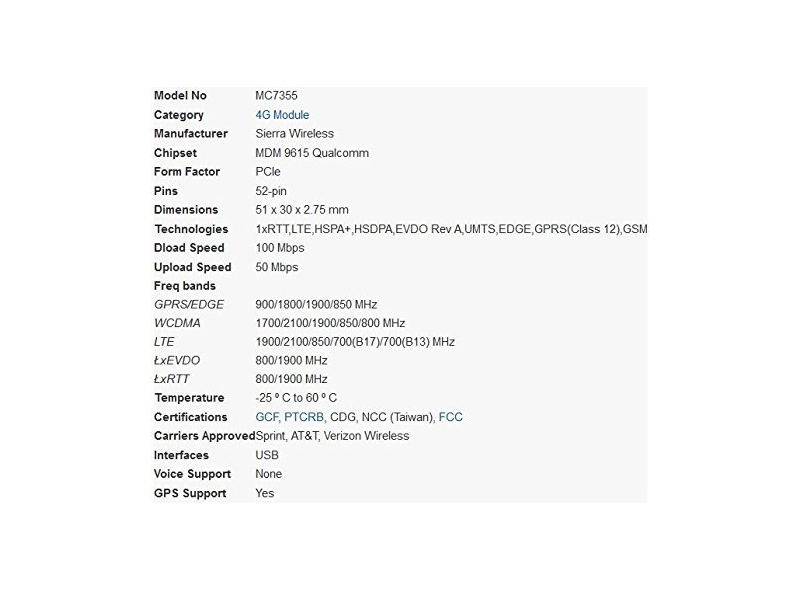 Model No MC7355
Category 4G Module
Manufacturer Sierra Wireless
Chipset MDM 9615 Qualcomm
Form Factor PCIe
Pins 52-pin
Dimensions 51 x 30 x 2.75 mm
Technologies 1xRTT,LTE,HSPA+,HSDPA,EVDO Rev A,UMTS,EDGE,GPRS(Class 12),GSM
Dload Speed 100 Mbps
Upload Speed 50 Mbps
Freq bands
GPRS/EDGE 900/1800/1900/850 MHz
WCDMA 1700/2100/1900/850/800 MHz
LTE 1900/2100/850/700(B17)/700(B13) MHz
ŁxEVDO 800/1900 MHz
ŁxRTT 800/1900 MHz
Temperature -25 º C to 60 º C
Certifications GCF, PTCRB, CDG, NCC (Taiwan), FCC
Carriers Approved Sprint, AT&T, Verizon Wireless
Interfaces USB
Voice Support None
GPS Support Yes